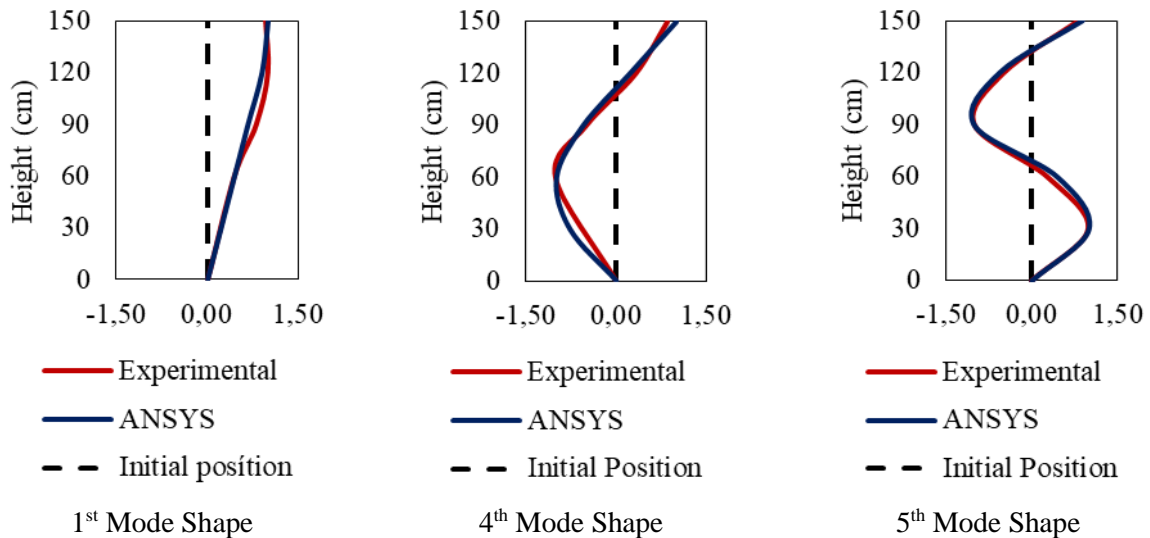 150
120
90
60
30
0
Height (cm)
-1,50 0,00 1,50
Experimental
ANSYS
Initial posítion
1st Mode Shape
150
120
90
60
30
0
Height (cm)
-1,50 0,00 1,50
Experimental
ANSYS
Initial Position
4th Mode Shape
150
120
90
60
30
0
Height (cm)
-1,50 0,00 1,50
Experimental
ANSYS
Initial Position
5th Mode Shape